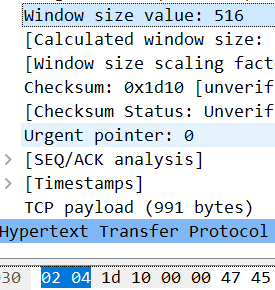 Window size value: 516
[Calculated window size:
[Window size scaling fact
Checksum: 0x1d10 [unverif
[Checksum Status: Unverif
Urgent pointer: 0
[SEQ/ACK analysis]
[Timestamps]
TCP payload (991 bytes)
Hypertext Transfer Protocol
030 02 04 1d 10 00 00 47 45